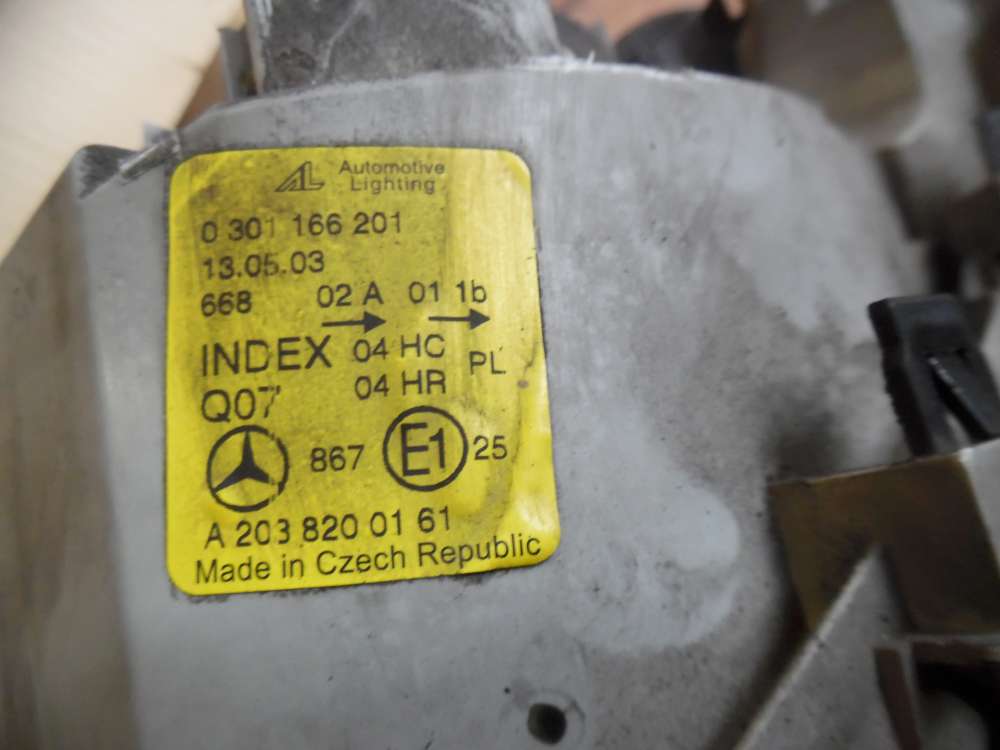 AL Automotive
Lighting
0 301 166 201
13.05.03
668 02 A 01 1b
INDEX 04 HC PL
Q07 04 HR
867 E1 25
A 203 820 01 61
Made in Czech Republic